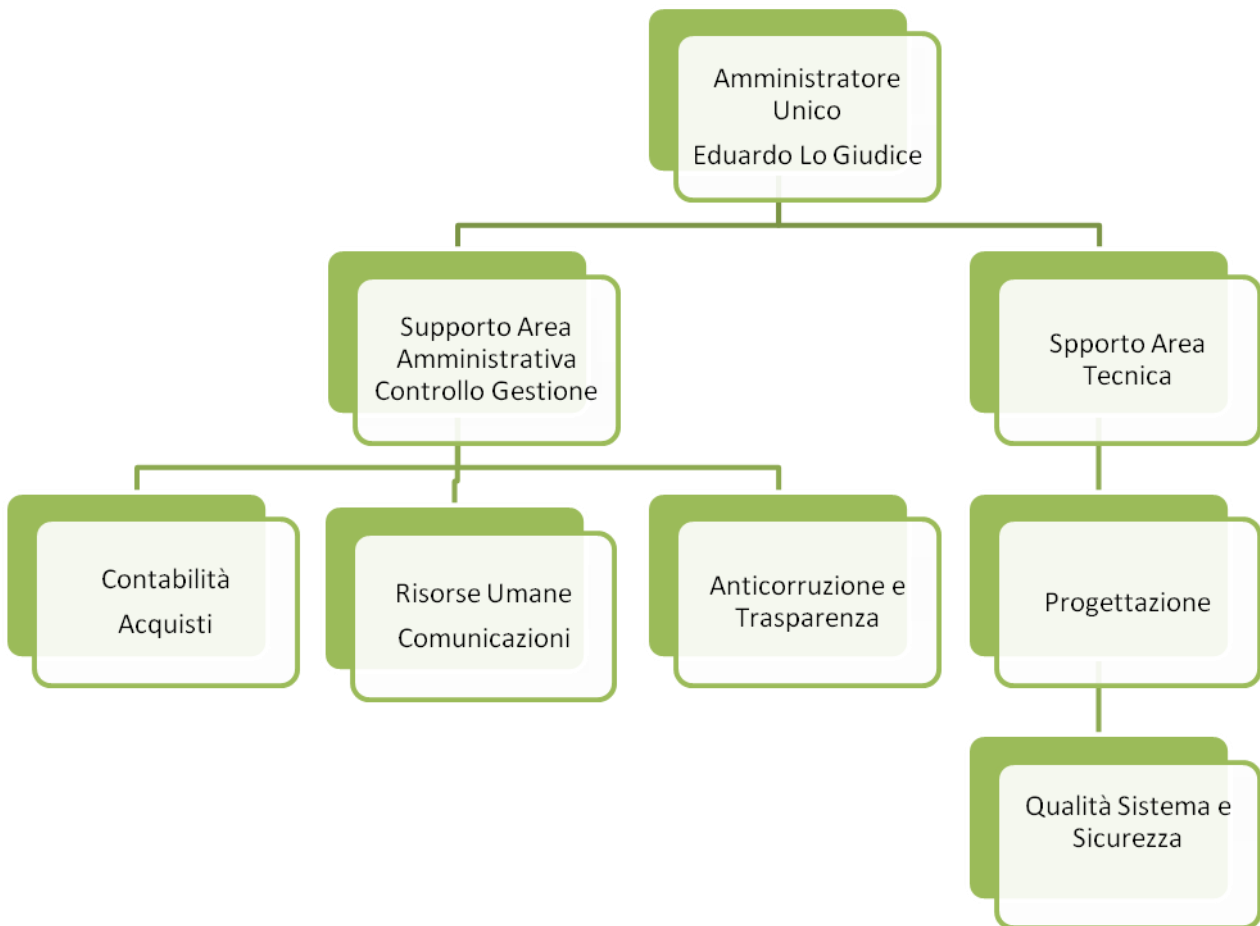 Amministratore
Unico
Eduardo Lo Giudice
Supporto Area
Amministrativa
Controllo Gestione
Spporto Area
Tecnica
Contabilità
Acquisti
Risorse Umane
Comunicazioni
Anticorruzione e
Trasparenza
Progettazione
Qualità Sistema e
Sicurezza